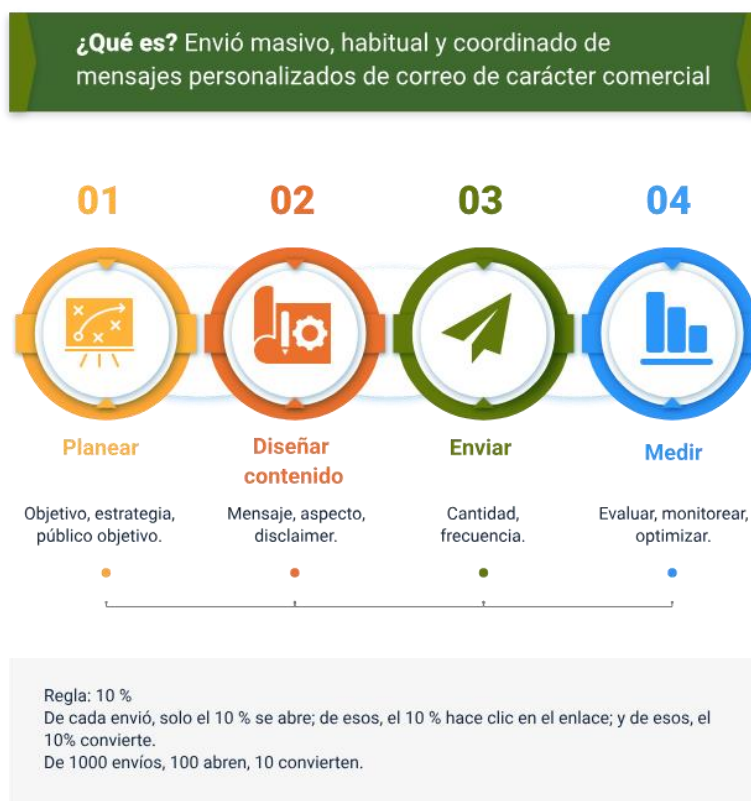 ¿Qué es? Envió masivo, habitual y coordinado de
mensajes personalizados de correo de carácter comercial
01
02
03
04
Planear
Diseñar
contenido
Enviar
Medir
Objetivo, estrategia,
público objetivo.
Mensaje, aspecto,
disclaimer.
Cantidad,
frecuencia.
Evaluar, monitorear,
optimizar.
Regla: 10 %
De cada envió, solo el 10 % se abre; de esos, el 10 % hace clic en el enlace; y de esos, el
10% convierte.
De 1000 envíos, 100 abren, 10 convierten.